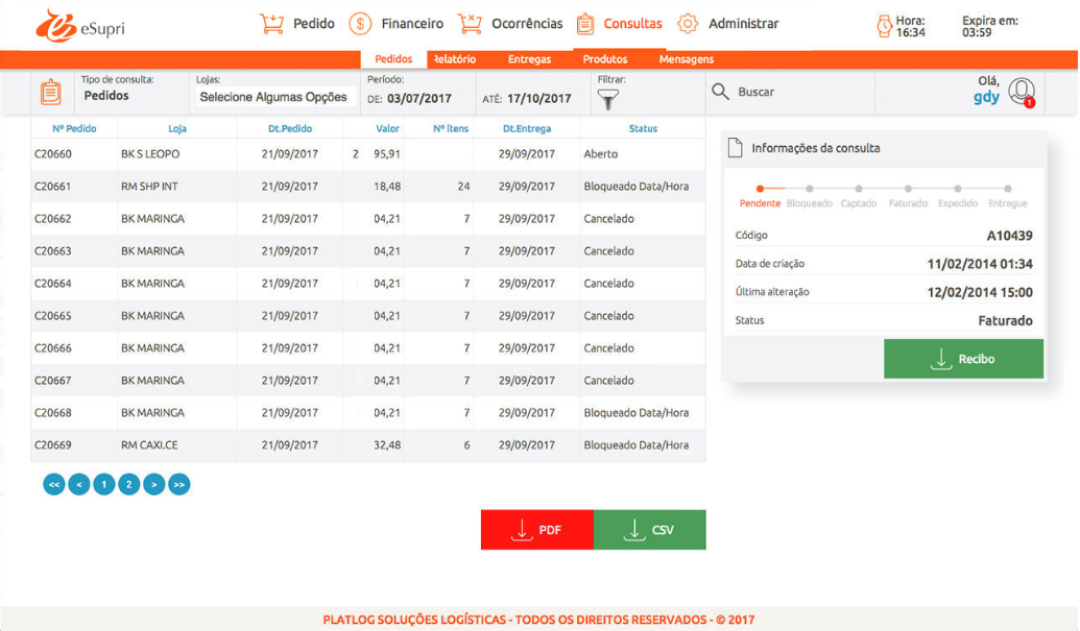 eSupri
Pedido Financeiro Ocorrências Consultas Administrar
Hora: 16:34
Expira em: 03:59
Pedidos Relatório Entregas Produtos Mensagens
Tipo de consulta: Pedidos
Lojas: Selecione Algumas Opções
Período: DE: 03/07/2017 ATÉ: 17/10/2017
Filtrar:
Buscar
Olá, gdy
1
Nº Pedido Loja Dt.Pedido Valor Nº ítens Dt.Entrega Status
C20660 BK S LEOPO 21/09/2017 2 95,91 29/09/2017 Aberto
C20661 RM SHP INT 21/09/2017 18,48 24 29/09/2017 Bloqueado Data/Hora
C20662 BK MARINGA 21/09/2017 04,21 7 29/09/2017 Cancelado
C20663 BK MARINGA 21/09/2017 04,21 7 29/09/2017 Cancelado
C20664 BK MARINGA 21/09/2017 04,21 7 29/09/2017 Cancelado
C20665 BK MARINGA 21/09/2017 04,21 7 29/09/2017 Cancelado
C20666 BK MARINGA 21/09/2017 04,21 7 29/09/2017 Cancelado
C20667 BK MARINGA 21/09/2017 04,21 7 29/09/2017 Cancelado
C20668 BK MARINGA 21/09/2017 04,21 7 29/09/2017 Bloqueado Data/Hora
C20669 RM CAXI.CE 21/09/2017 32,48 6 29/09/2017 Bloqueado Data/Hora
<< < 1 2 > >>
PDF CSV
Informações da consulta
Pendente Bloqueado Captado Faturado Expedido Entregue
Código A10439
Data de criação 11/02/2014 01:34
Última alteração 12/02/2014 15:00
Status Faturado
Recibo
PLATLOG SOLUÇÕES LOGÍSTICAS - TODOS OS DIREITOS RESERVADOS - © 2017